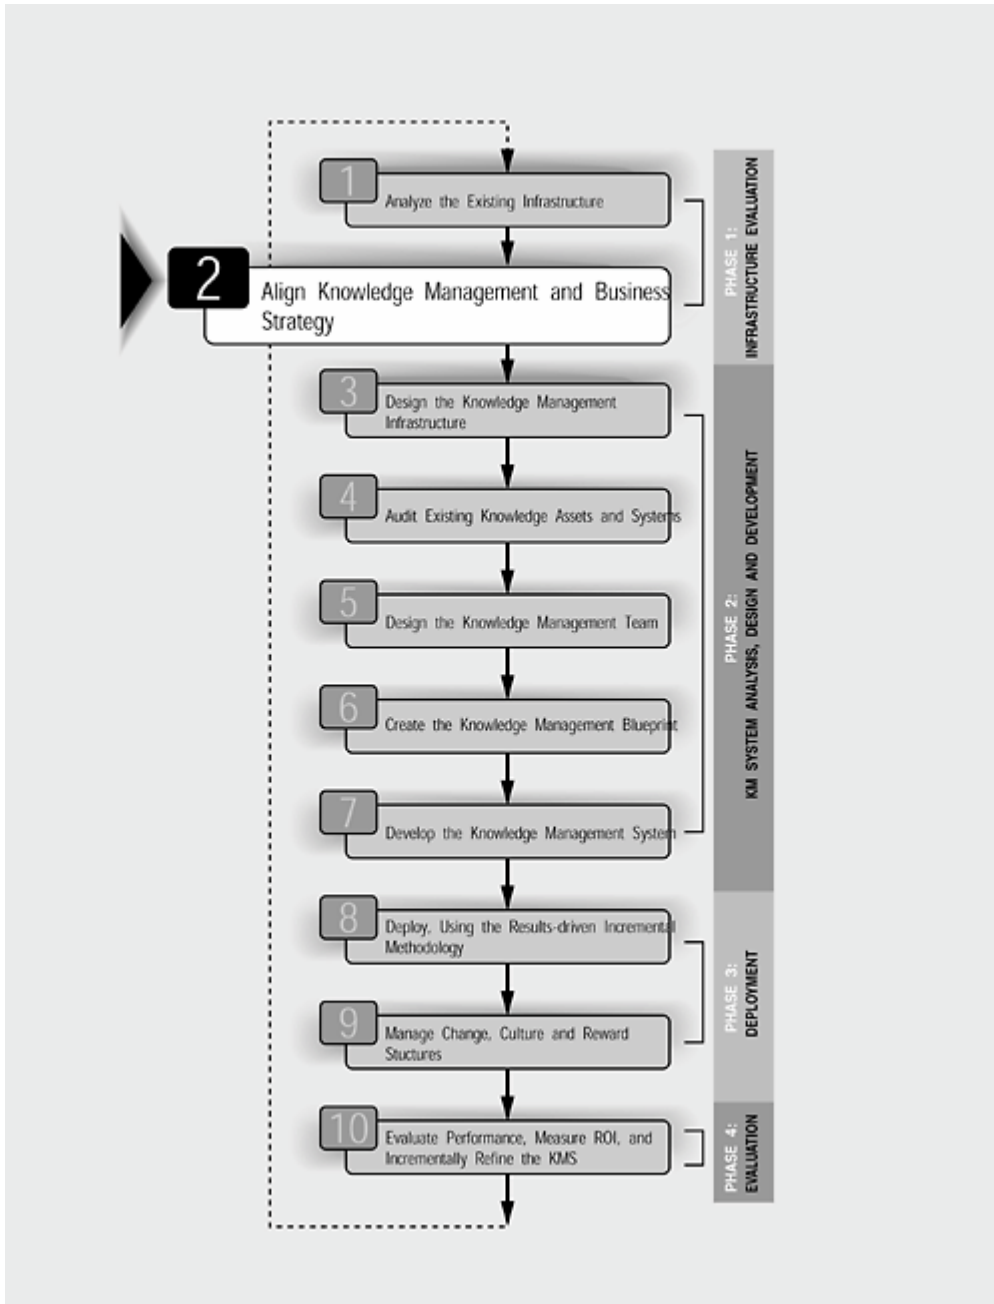 1
Analyze the Existing Infrastructure
2
Align Knowledge Management and Business
Strategy
3
Design the Knowledge Management
Infrastructure
4
Audit Existing Knowledge Assets and Systems
5
Design the Knowledge Management Team
6
Create the Knowledge Management Blueprint
7
Develop the Knowledge Management System
8
Deploy, Using the Results-driven Incremental
Methodology
9
Manage Change, Culture and Reward
Stuctures
10
Evaluate Performance, Measure ROI, and
Incrementally Refine the KMS
PHASE 1:
INFRASTRUCTURE EVALUATION
PHASE 2:
KM SYSTEM ANALYSIS, DESIGN AND DEVELOPMENT
PHASE 3:
DEPLOYMENT
PHASE 4:
EVALUATION